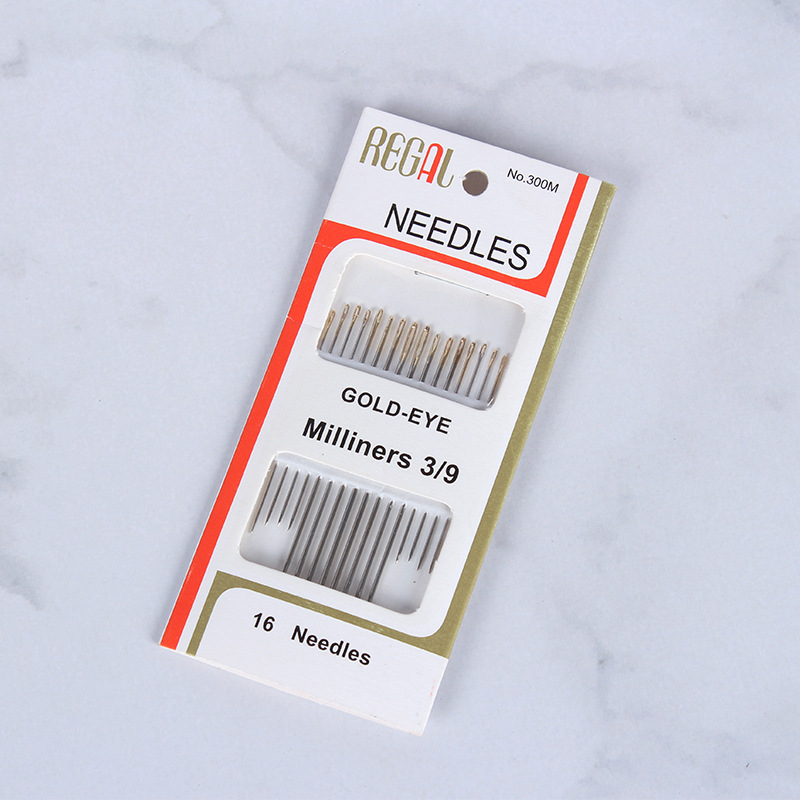 REGAL
No.300M
NEEDLES
GOLD-EYE
Milliners 3/9
16 Needles